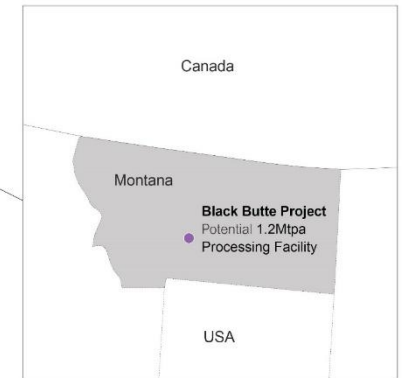 Canada
Montana
Black Butte Project
Potential 1.2Mtpa
Processing Facility
USA